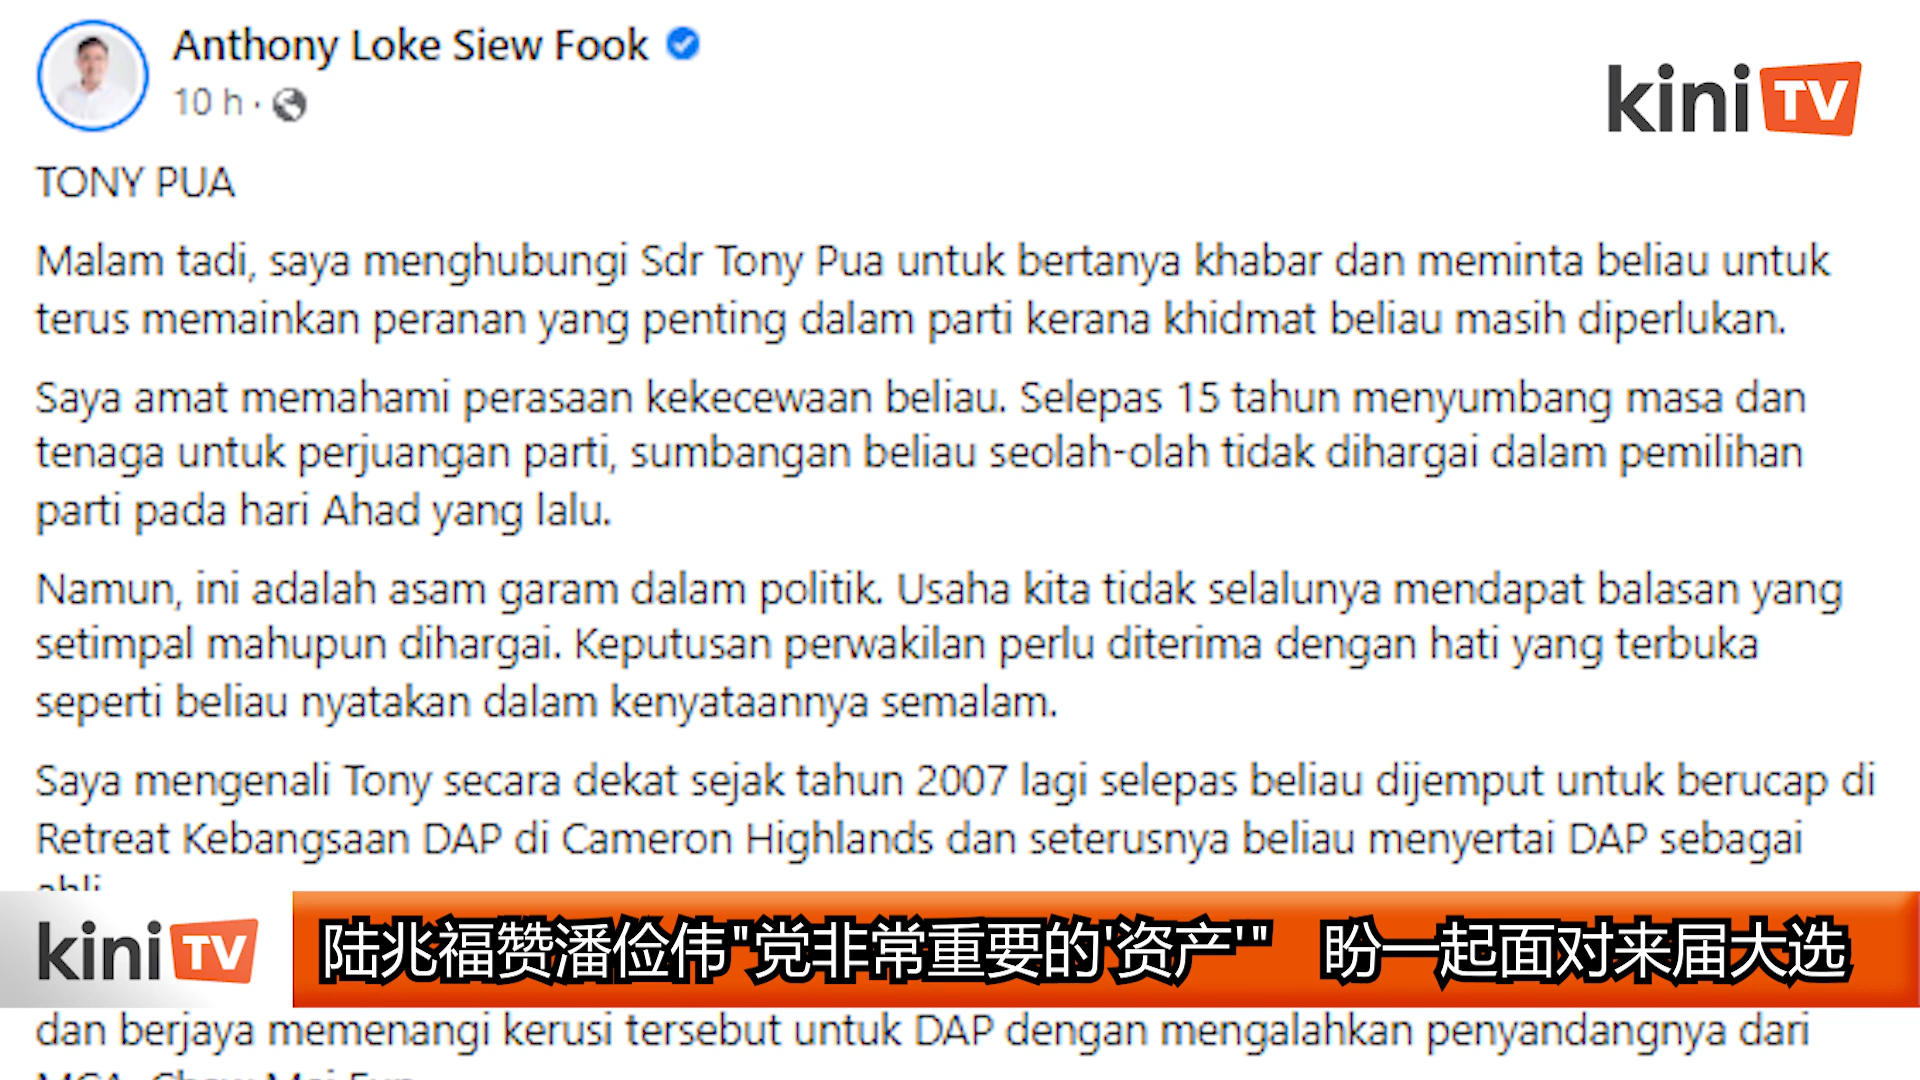 Anthony Loke Siew Fook
10 h ·
kini TV
TONY PUA
Malam tadi, saya menghubungi Sdr Tony Pua untuk bertanya khabar dan meminta beliau untuk
terus memainkan peranan yang penting dalam parti kerana khidmat beliau masih diperlukan.
Saya amat memahami perasaan kekecewaan beliau. Selepas 15 tahun menyumbang masa dan
tenaga untuk perjuangan parti, sumbangan beliau seolah-olah tidak dihargai dalam pemilihan
parti pada hari Ahad yang lalu.
Namun, ini adalah asam garam dalam politik. Usaha kita tidak selalunya mendapat balasan yang
setimpal mahupun dihargai. Keputusan perwakilan perlu diterima dengan hati yang terbuka
seperti beliau nyatakan dalam kenyataannya semalam.
Saya mengenali Tony secara dekat sejak tahun 2007 lagi selepas beliau dijemput untuk berucap di
Retreat Kebangsaan DAP di Cameron Highlands dan seterusnya beliau menyertai DAP sebagai
ahli.
kini TV
陆兆福赞潘俭伟"党非常重要的'资产'" 盼一起面对来届大选
dan berjaya memenangi kerusi tersebut untuk DAP dengan mengalahkan penyandangnya dari